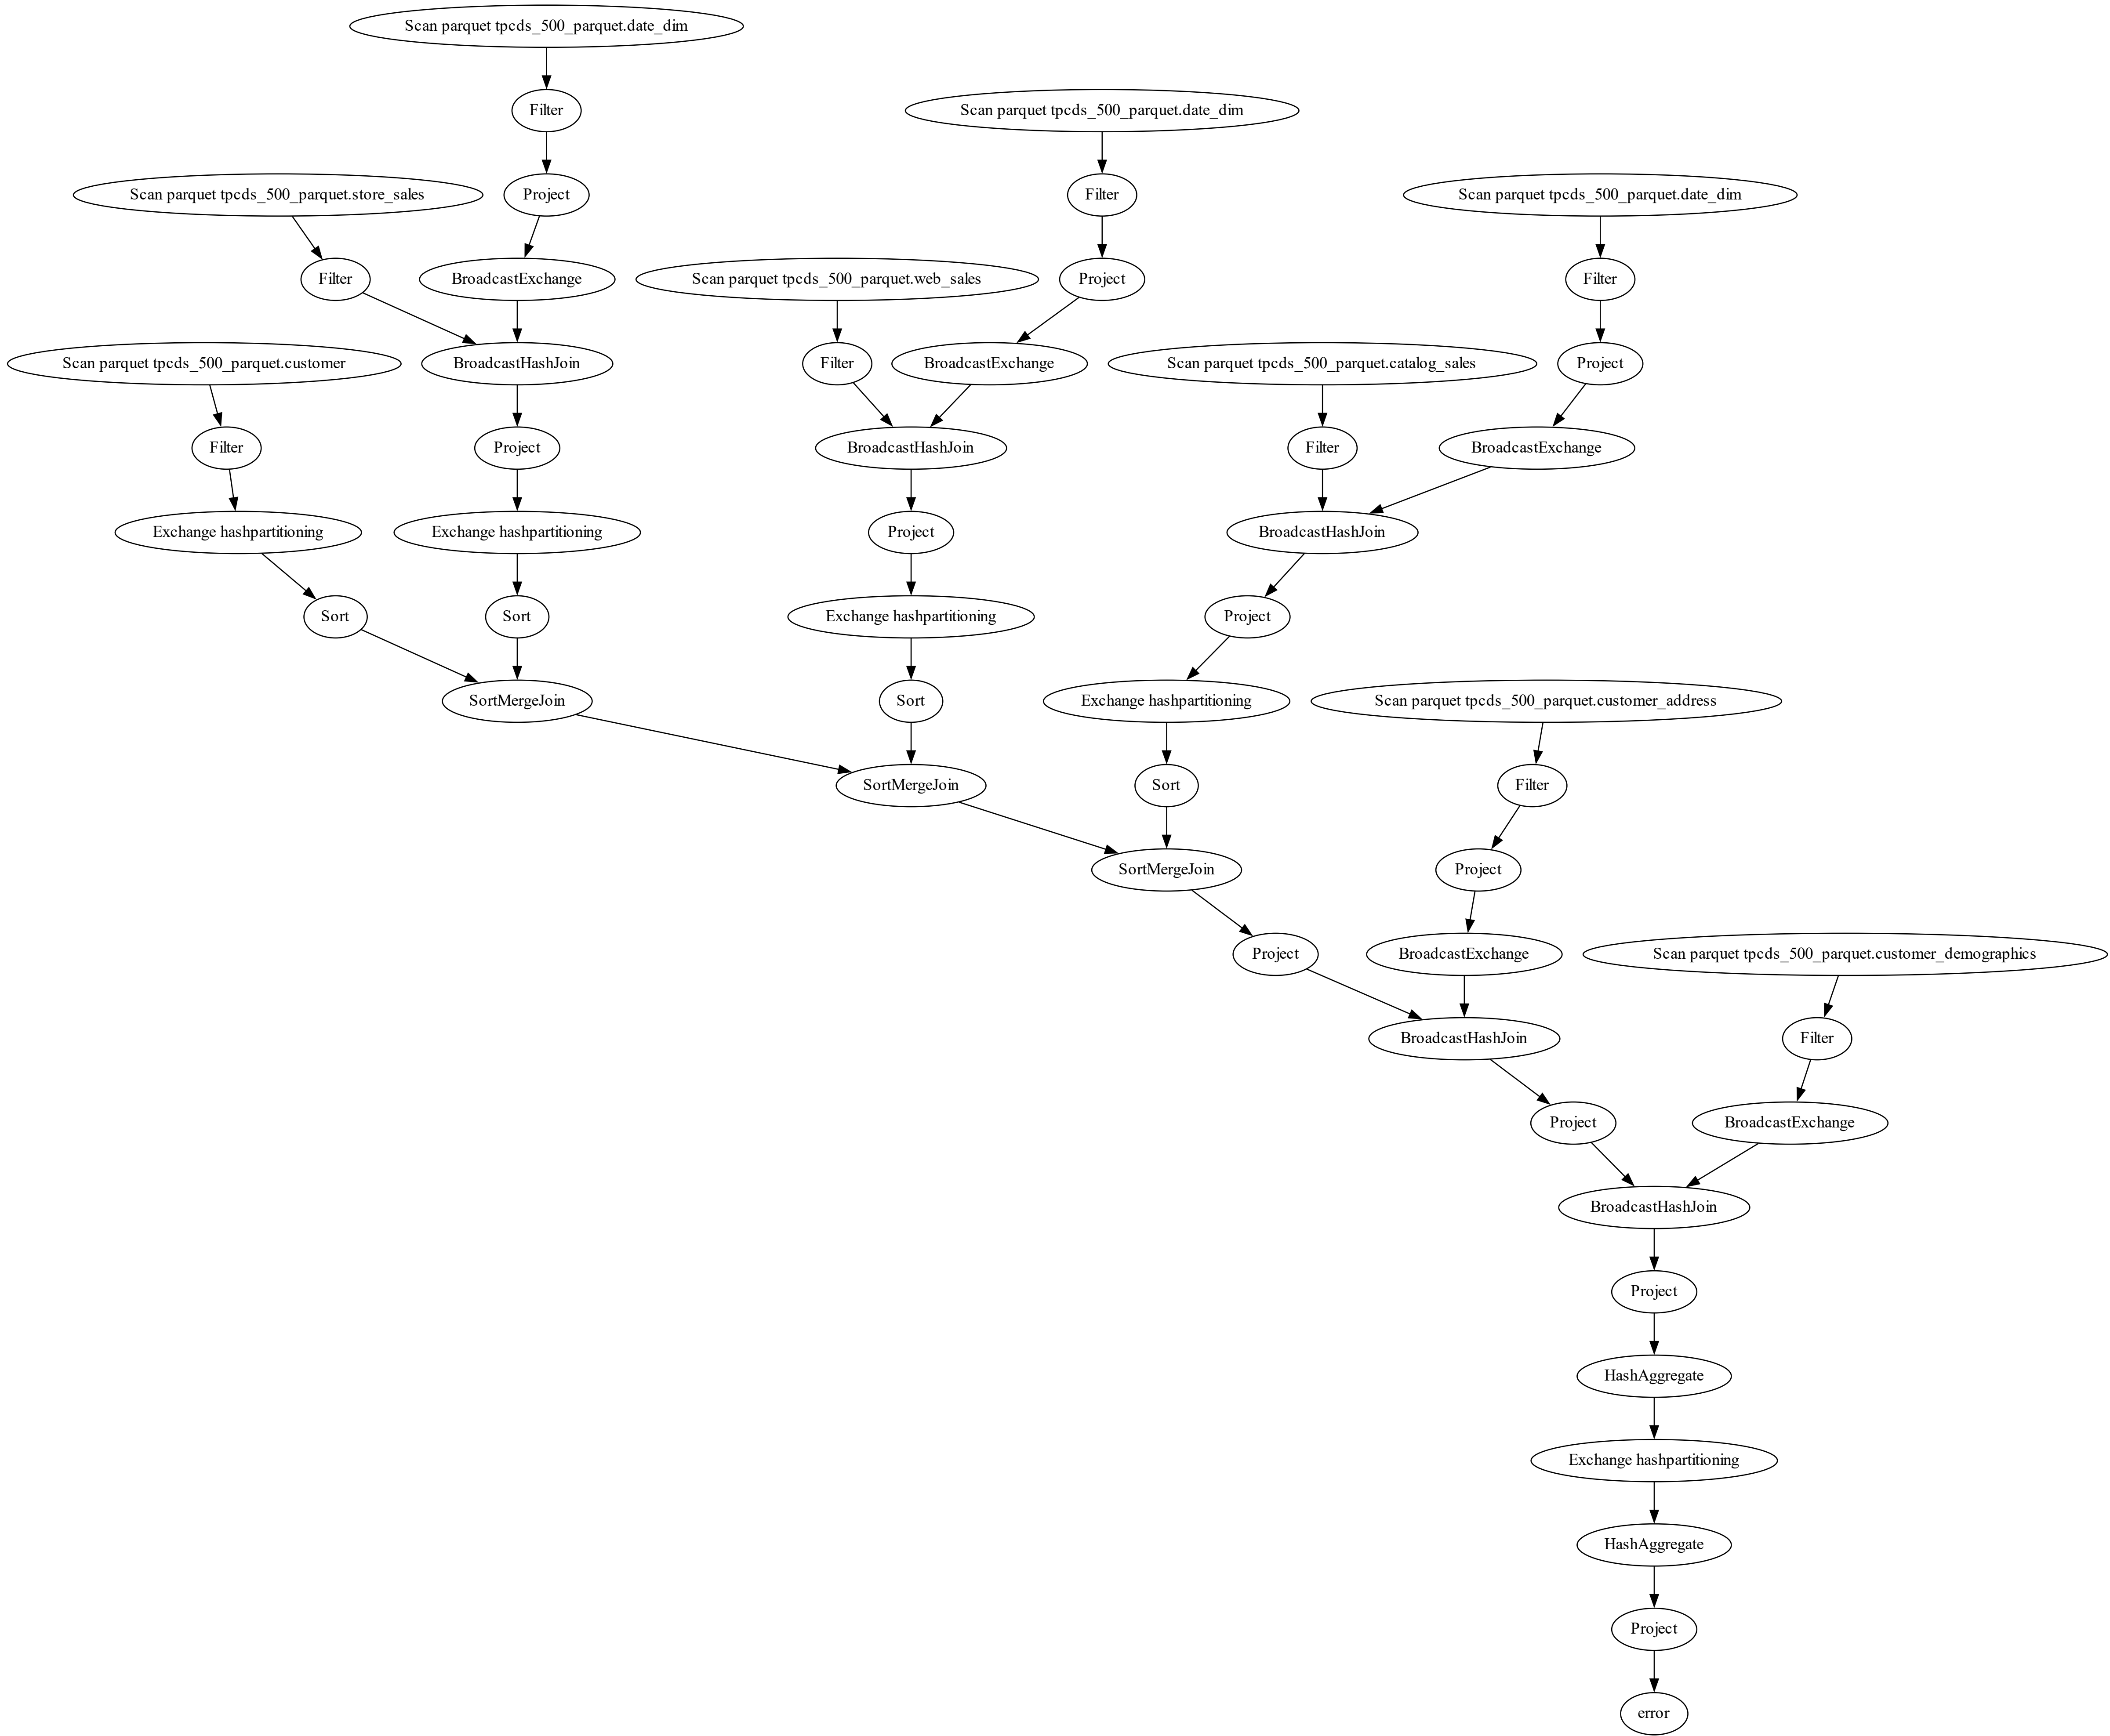 Scan parquet tpcds_500_parquet.date_dim
Filter
Scan parquet tpcds_500_parquet.date_dim
Scan parquet tpcds_500_parquet.store_sales
Project
Filter
Scan parquet tpcds_500_parquet.date_dim
Filter
BroadcastExchange
Scan parquet tpcds_500_parquet.web_sales
Project
Filter
Scan parquet tpcds_500_parquet.customer
BroadcastHashJoin
Filter
BroadcastExchange
Scan parquet tpcds_500_parquet.catalog_sales
Project
Filter
Project
BroadcastHashJoin
Filter
BroadcastExchange
Exchange hashpartitioning
Exchange hashpartitioning
Project
BroadcastHashJoin
Sort
Sort
Exchange hashpartitioning
Project
SortMergeJoin
Sort
Exchange hashpartitioning
Scan parquet tpcds_500_parquet.customer_address
SortMergeJoin
Sort
Filter
SortMergeJoin
Project
Project
BroadcastExchange
Scan parquet tpcds_500_parquet.customer_demographics
BroadcastHashJoin
Filter
Project
BroadcastExchange
BroadcastHashJoin
Project
HashAggregate
Exchange hashpartitioning
HashAggregate
Project
error